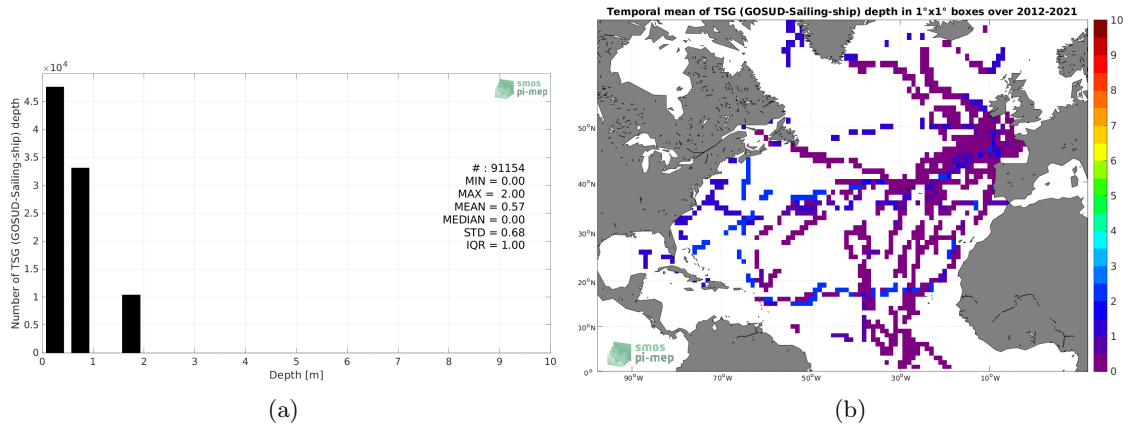 ×10⁴
4.5
4
3.5
3
2.5
2
1.5
1
0.5
0
Number of TSG (GOSUD-Sailing-ship) depth
smos
pi-mep
# : 91154
MIN = 0.00
MAX = 2.00
MEAN = 0.57
MEDIAN = 0.00
STD = 0.68
IQR = 1.00
0 1 2 3 4 5 6 7 8 9 10
Depth [m]
(a)
Temporal mean of TSG (GOSUD-Sailing-ship) depth in 1°x1° boxes over 2012-2021
50°N
40°N
30°N
20°N
10°N
0°
90°W 70°W 50°W 30°W 10°W
smos
pi-mep
10
9
8
7
6
5
4
3
2
1
0
(b)